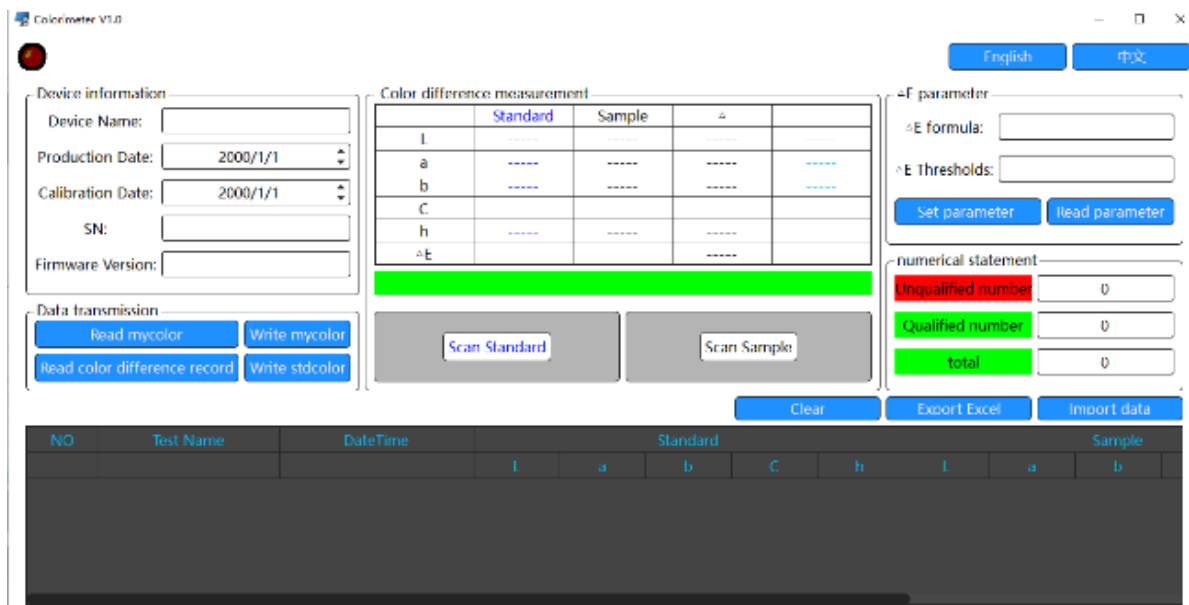 Colorimeter V1.0
English 中文
Device information
Device Name:
Production Date: 2000/1/1
Calibration Date: 2000/1/1
SN:
Firmware Version:
Data transmission
Read mycolor Write mycolor
Read color difference record Write stdcolor
Color difference measurement
Standard Sample △
L ----- ----- ----- -----
a ----- ----- ----- -----
b ----- ----- ----- -----
C
h ----- ----- -----
△E -----
Scan Standard Scan Sample
△E parameter
△E formula:
△E Thresholds:
Set parameter Read parameter
numerical statement
Unqualified number 0
Qualified number 0
total 0
Clear Export Excel Import data
NO Test Name DateTime Standard Sample
L a b C h L a b